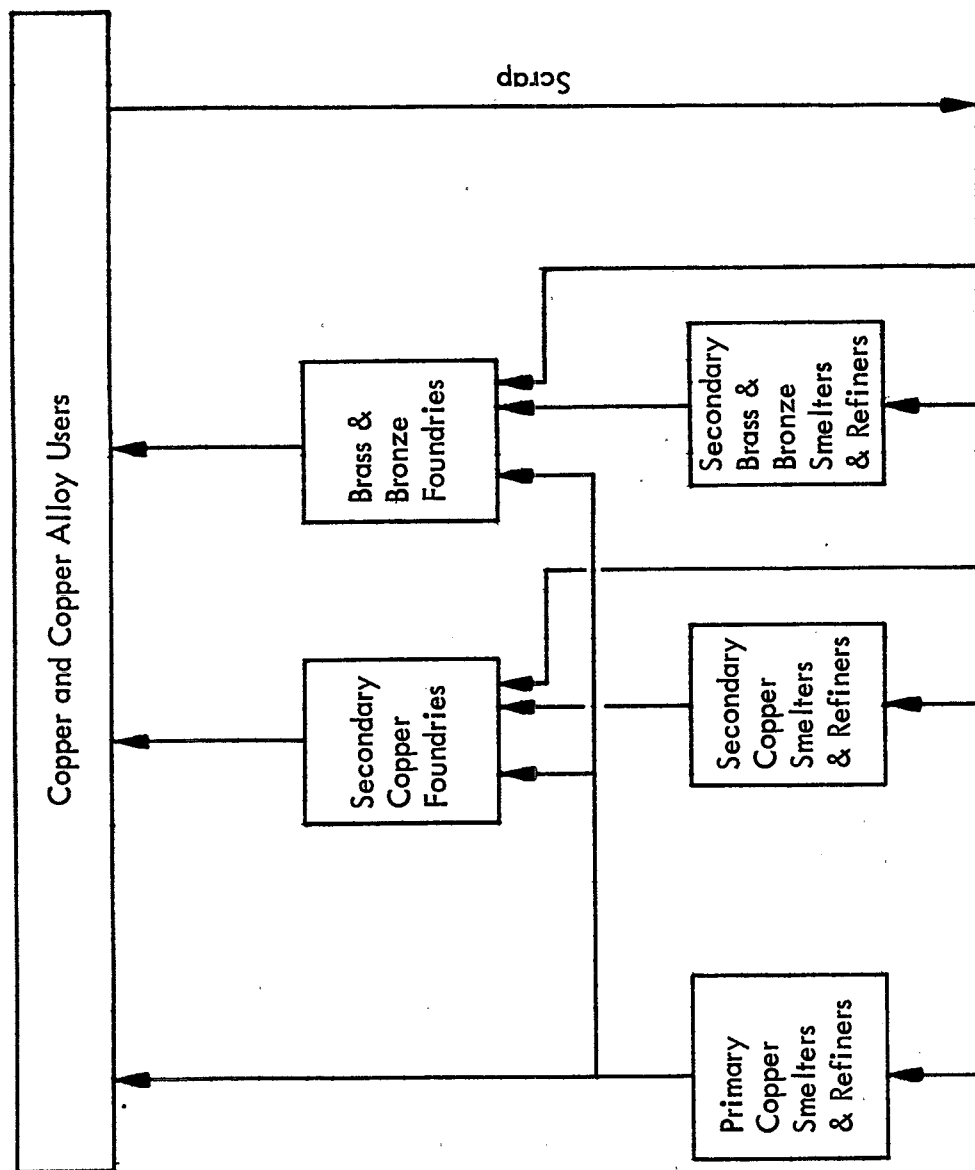 Copper and Copper Alloy Users
Scrap
Secondary
Copper
Foundries
Brass &
Bronze
Foundries
Primary
Copper
Smelters
& Refiners
Secondary
Copper
Smelters
& Refiners
Secondary
Brass &
Bronze
Smelters
& Refiners